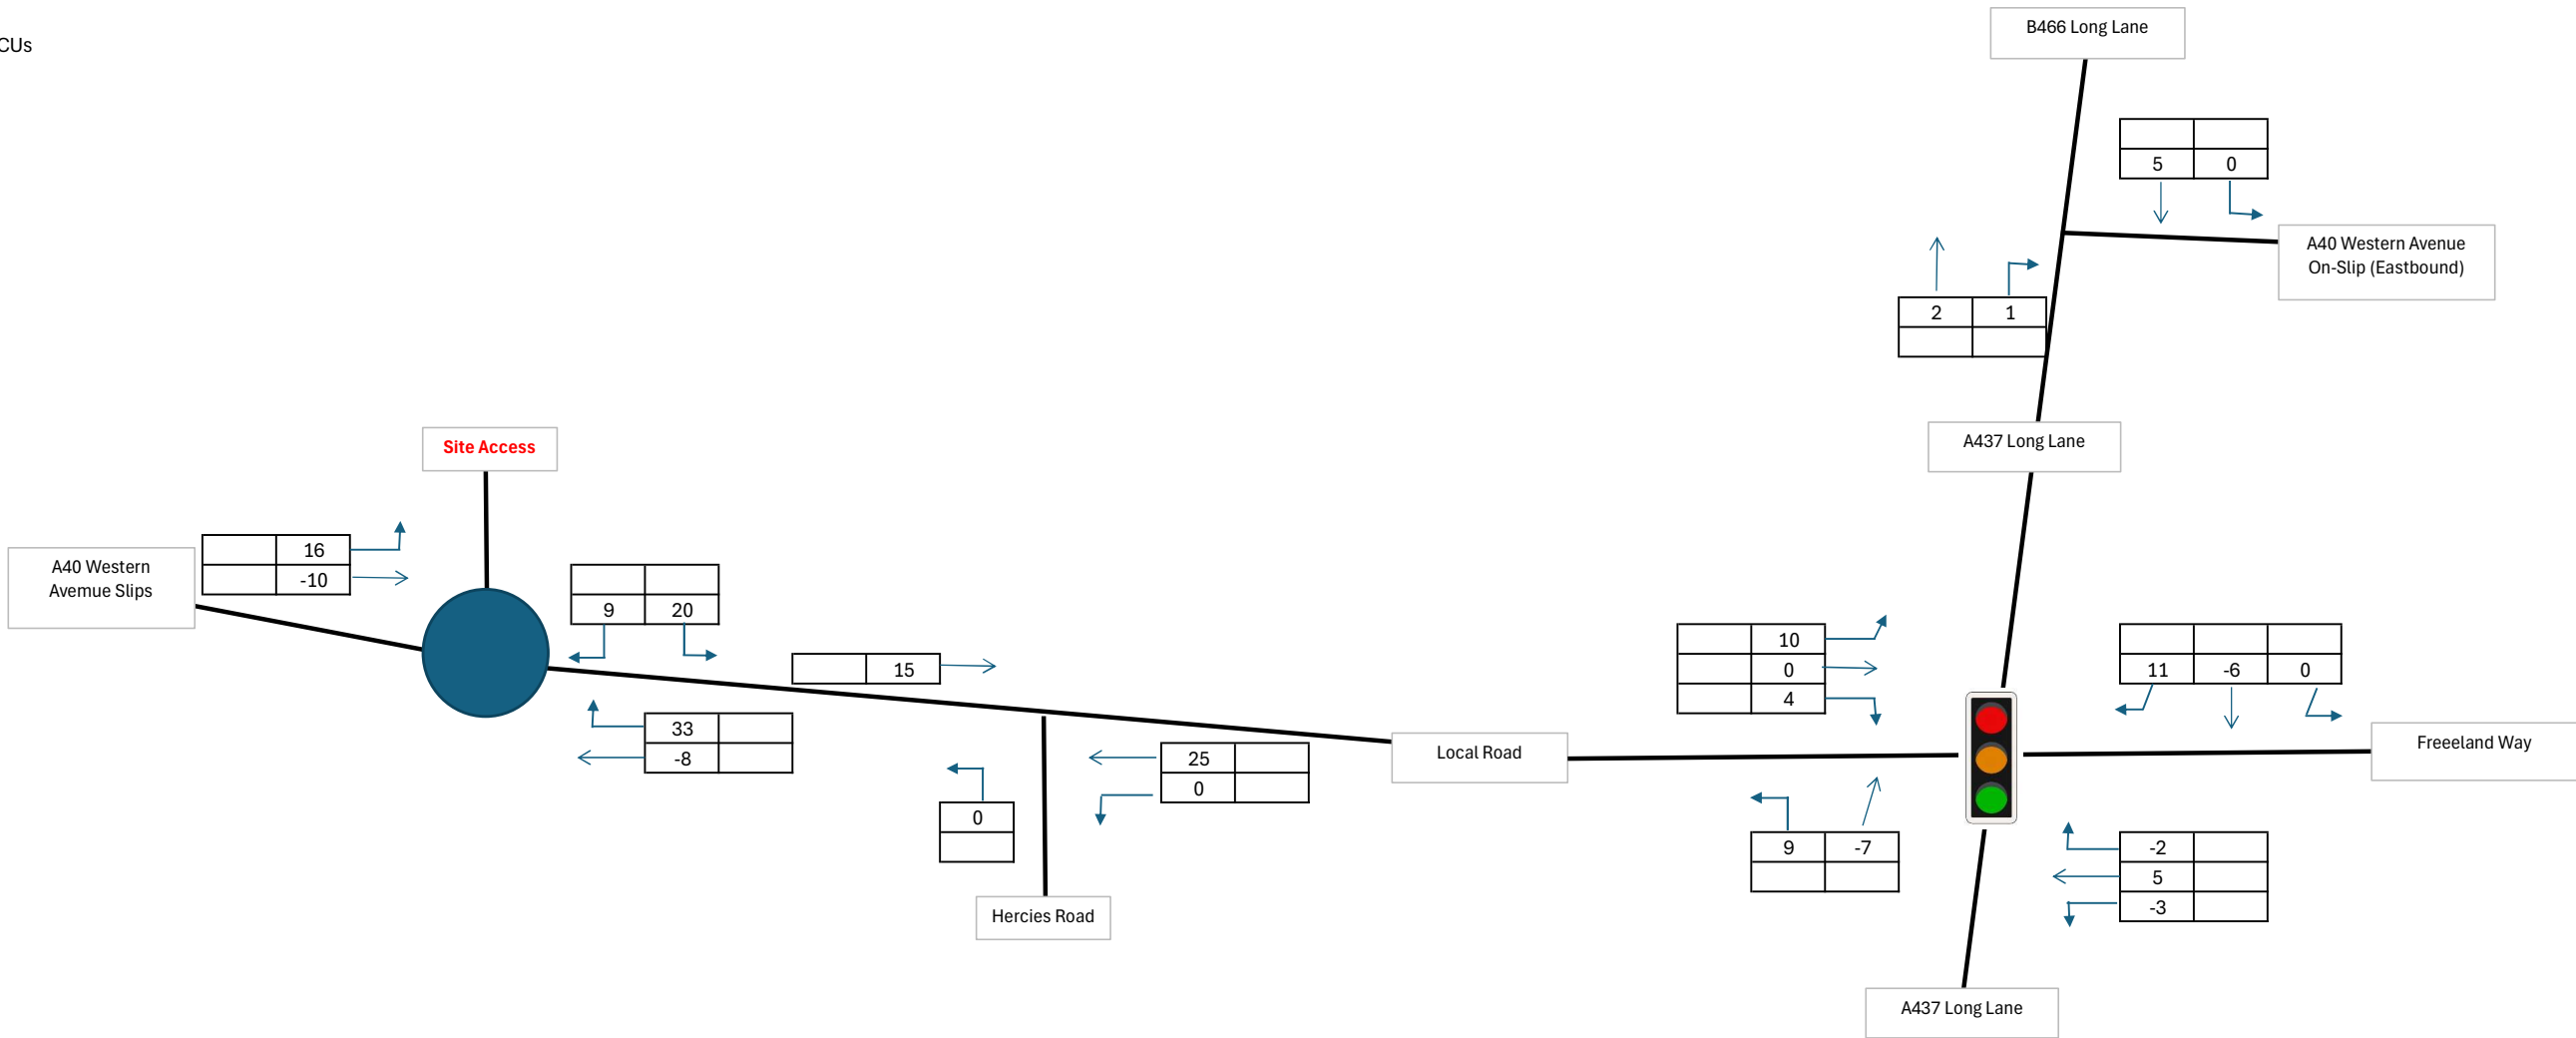 CUs
B466 Long Lane
5 0
A40 Western Avenue
On-Slip (Eastbound)
2 1
A437 Long Lane
Site Access
16
-10
A40 Western
Avemue Slips
9 20
15
33
-8
25
0
0
Hercies Road
Local Road
10
0
4
11 -6 0
Freeeland Way
9 -7
-2
5
-3
A437 Long Lane